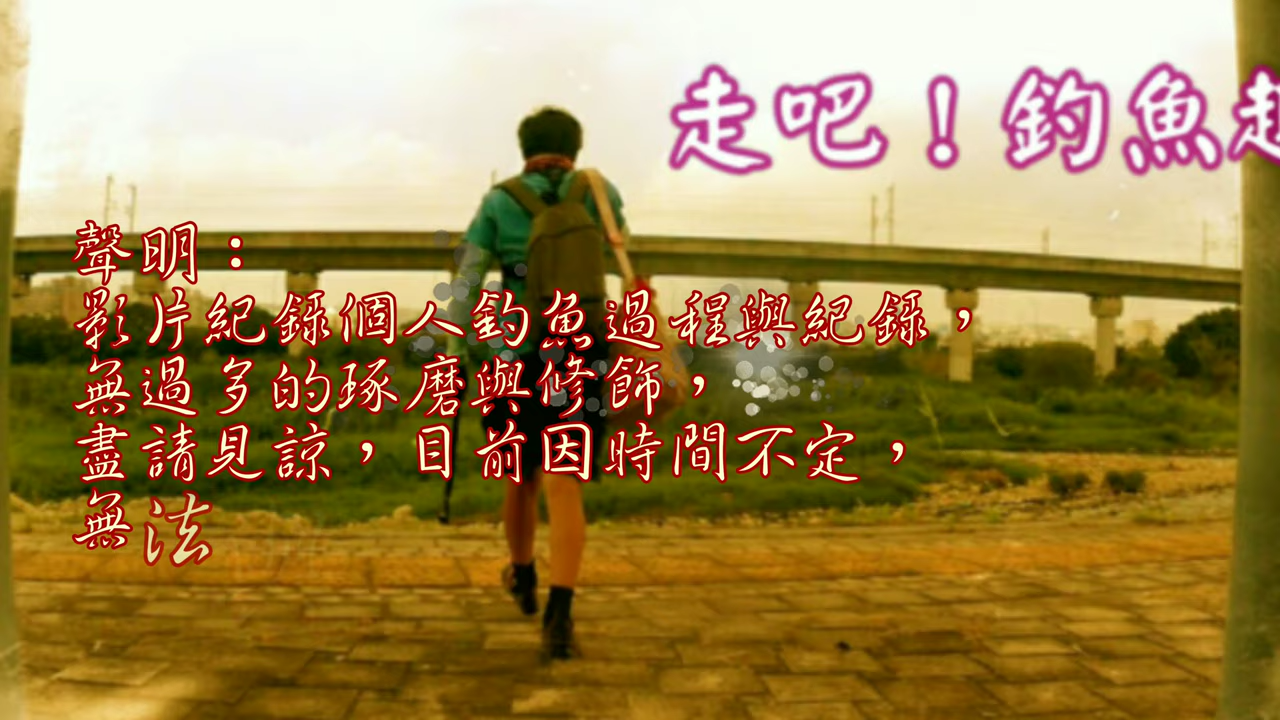 走吧！釣魚趣
聲明：
影片紀錄個人釣魚過程與紀錄，
無過多的琢磨與修飾，
盡請見諒，目前因時間不定，
無法